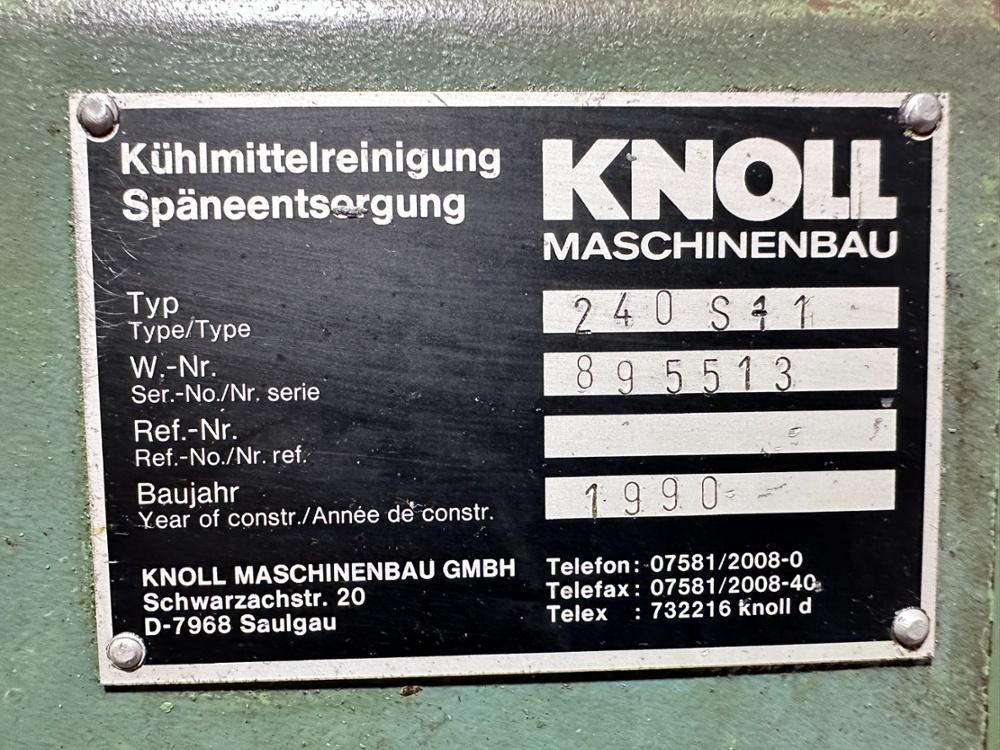 Kühlmittelreinigung
Späneentsorgung
KNOLL
MASCHINENBAU
Typ 240 S-11
Type/Type
W.-Nr. 895513
Ser.-No./Nr. serie
Ref.-Nr.
Ref.-No./Nr. ref.
Baujahr 1990
Year of constr./Année de constr.
KNOLL MASCHINENBAU GMBH
Schwarzachstr. 20
D-7968 Saulgau
Telefon: 07581/2008-0
Telefax: 07581/2008-40
Telex : 732216 knoll d